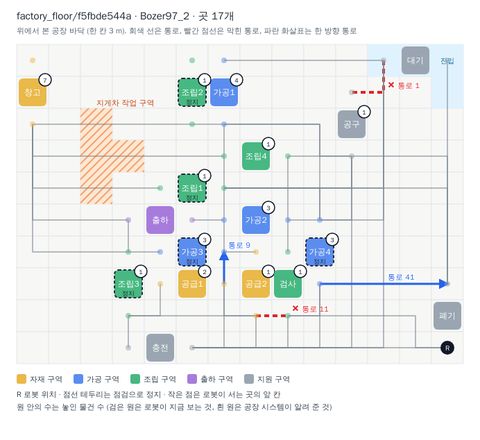 factory_floor/f5fbde544a · Bozer97_2 · 곳 17개
위에서 본 공장 바닥 (한 칸 3 m). 회색 선은 통로, 빨간 점선은 막힌 통로, 파란 화살표는 한 방향 통로
대기
진입
창고 7
조립2 1
정지
가공1 4
통로 1
지게차 작업 구역
공구 1
조립4 1
조립1 1
정지
출하
가공2 3
가공3 3
정지
통로 9
가공4 3
정지
조립3 1
정지
공급1 2
공급2 1
검사 1
통로 41
통로 11
폐기
충전
R
자재 구역
가공 구역
조립 구역
출하 구역
지원 구역
R 로봇 위치 · 점선 테두리는 점검으로 정지 · 작은 점은 로봇이 서는 곳의 앞 칸
원 안의 수는 놓인 물건 수 (검은 원은 로봇이 지금 보는 것, 흰 원은 공장 시스템이 알려 준 것)